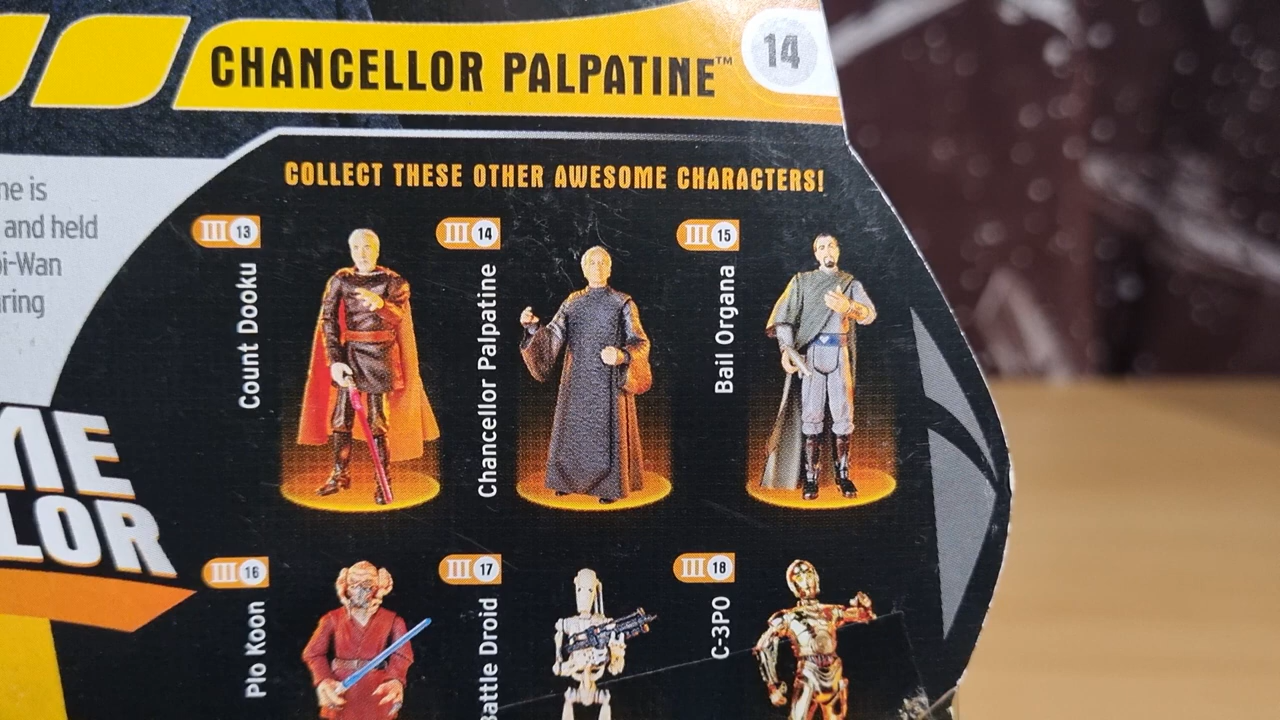 CHANCELLOR PALPATINE™ 14
COLLECT THESE OTHER AWESOME CHARACTERS!
ne is
and held
i-Wan
ring
III 13
Count Dooku
III 14
Chancellor Palpatine
III 15
Bail Organa
ME
LOR
III 16
Plo Koon
III 17
Battle Droid
III 18
C-3PO